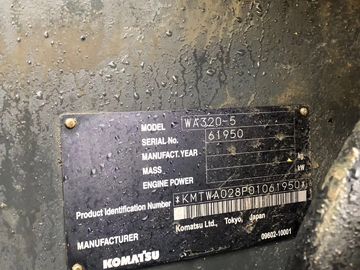 MODEL WA320-5
SERIAL No. 61950
MANUFACT.YEAR
MASS kg
ENGINE POWER kW
Product Identification Number *KMTWA028P01061950*
Komatsu Ltd., Tokyo, Japan
MANUFACTURER
09602-10001
KOMATSU